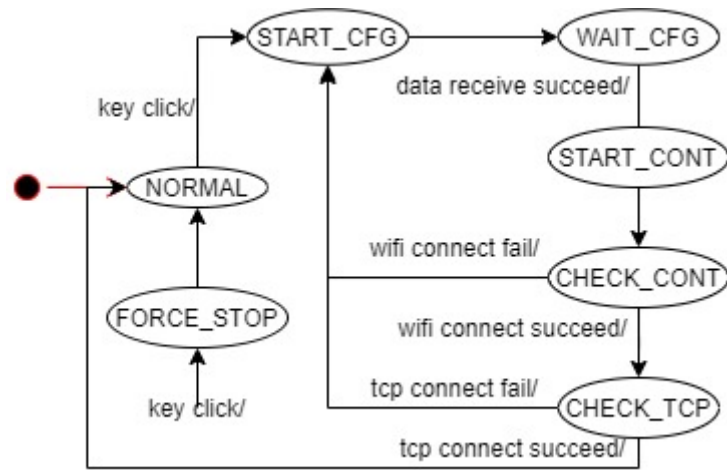 START_CFG
WAIT_CFG
data receive succeed/
key click/
START_CONT
NORMAL
wifi connect fail/
CHECK_CONT
FORCE_STOP
wifi connect succeed/
tcp connect fail/
key click/
CHECK_TCP
tcp connect succeed/